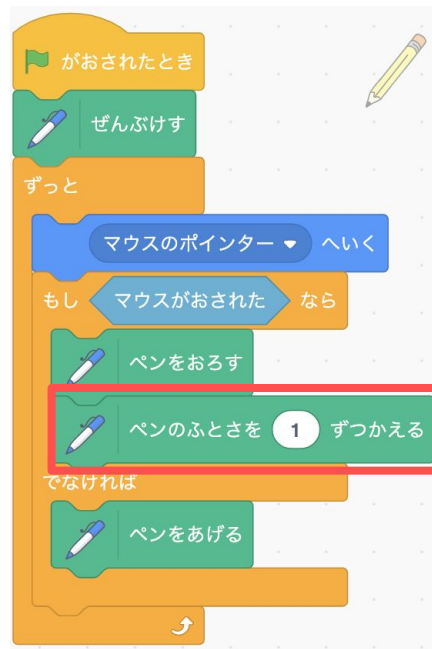 がおされたとき
ぜんぶけす
ずっと
マウスのポインター へいく
もし マウスがおされた なら
ペンをおろす
ペンのふとさを 1 ずつかえる
でなければ
ペンをあげる